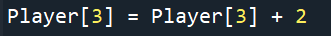 Player[3] = Player[3] + 2